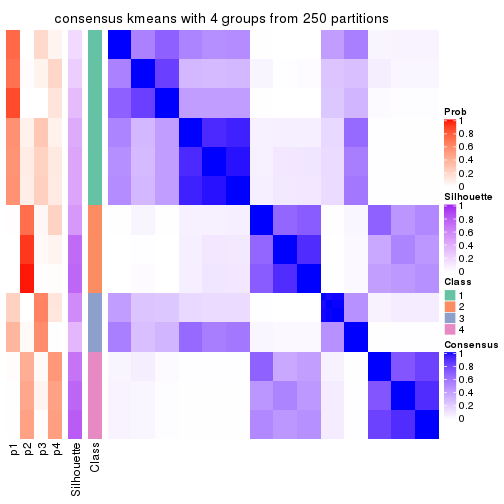 consensus kmeans with 4 groups from 250 partitions
Prob
1
0.8
0.6
0.4
0.2
0
Silhouette
1
0.8
0.6
0.4
0.2
0
Class
1
2
3
4
Consensus
1
0.8
0.6
0.4
0.2
0
p1
p2
p3
p4
Silhouette
Class